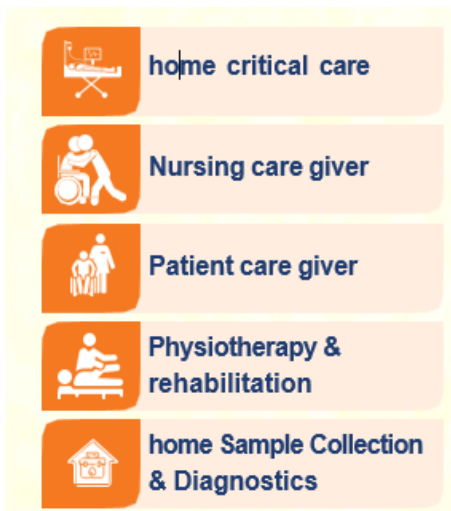 home critical care
Nursing care giver
Patient care giver
Physiotherapy &
rehabilitation
home Sample Collection
& Diagnostics